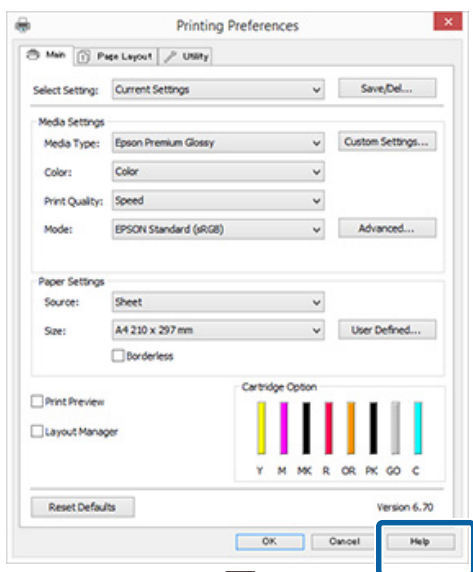 Printing Preferences
Main Page Layout Utility
Select Setting: Current Settings Save/Del...
Media Settings
Media Type: Epson Premium Glossy Custom Settings...
Color: Color
Print Quality: Speed
Mode: EPSON Standard (sRGB) Advanced...
Paper Settings
Source: Sheet
Size: A4 210 x 297 mm User Defined...
Borderless
Cartridge Option
Print Preview
Layout Manager
Y M MK R OR PK GO C
Reset Defaults Version 6.70
OK Cancel Help